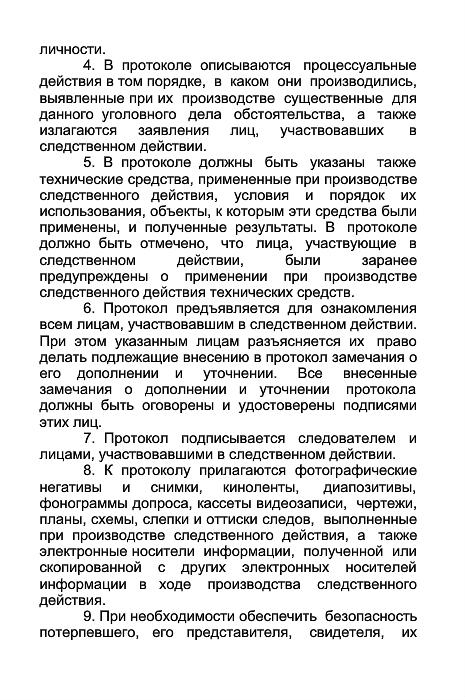 личности.
4. В протоколе описываются процессуальные
действия в том порядке, в каком они производились,
выявленные при их производстве существенные для
данного уголовного дела обстоятельства, а также
излагаются заявления лиц, участвовавших в
следственном действии.
5. В протоколе должны быть указаны также
технические средства, примененные при производстве
следственного действия, условия и порядок их
использования, объекты, к которым эти средства были
применены, и полученные результаты. В протоколе
должно быть отмечено, что лица, участвующие в
следственном действии, были заранее
предупреждены о применении при производстве
следственного действия технических средств.
6. Протокол предъявляется для ознакомления
всем лицам, участвовавшим в следственном действии.
При этом указанным лицам разъясняется их право
делать подлежащие внесению в протокол замечания о
его дополнении и уточнении. Все внесенные
замечания о дополнении и уточнении протокола
должны быть оговорены и удостоверены подписями
этих лиц.
7. Протокол подписывается следователем и
лицами, участвовавшими в следственном действии.
8. К протоколу прилагаются фотографические
негативы и снимки, киноленты, диапозитивы,
фонограммы допроса, кассеты видеозаписи, чертежи,
планы, схемы, слепки и оттиски следов, выполненные
при производстве следственного действия, а также
электронные носители информации, полученной или
скопированной с других электронных носителей
информации в ходе производства следственного
действия.
9. При необходимости обеспечить безопасность
потерпевшего, его представителя, свидетеля, их